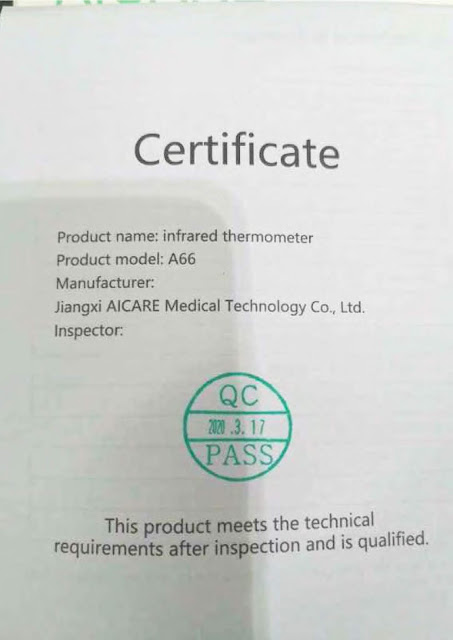 Certificate
Product name: infrared thermometer
Product model: A66
Manufacturer:
Jiangxi AICARE Medical Technology Co., Ltd.
Inspector:
QC
2020 .3. 17
PASS
This product meets the technical
requirements after inspection and is qualified.